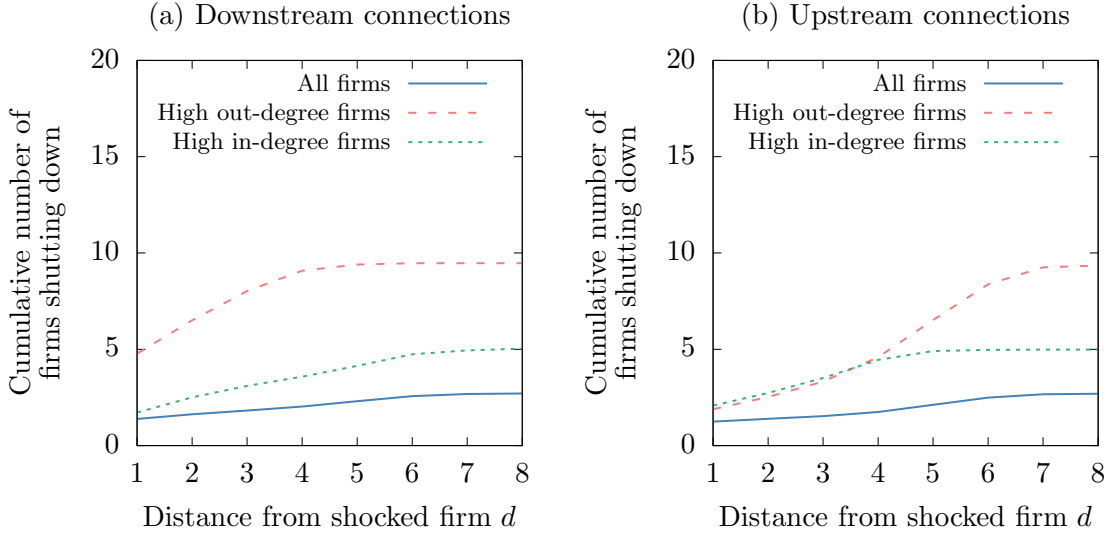 (a) Downstream connections
Cumulative number of
firms shutting down
20
15
10
5
0
All firms
High out-degree firms
High in-degree firms
1 2 3 4 5 6 7 8
Distance from shocked firm d
(b) Upstream connections
Cumulative number of
firms shutting down
20
15
10
5
0
All firms
High out-degree firms
High in-degree firms
1 2 3 4 5 6 7 8
Distance from shocked firm d